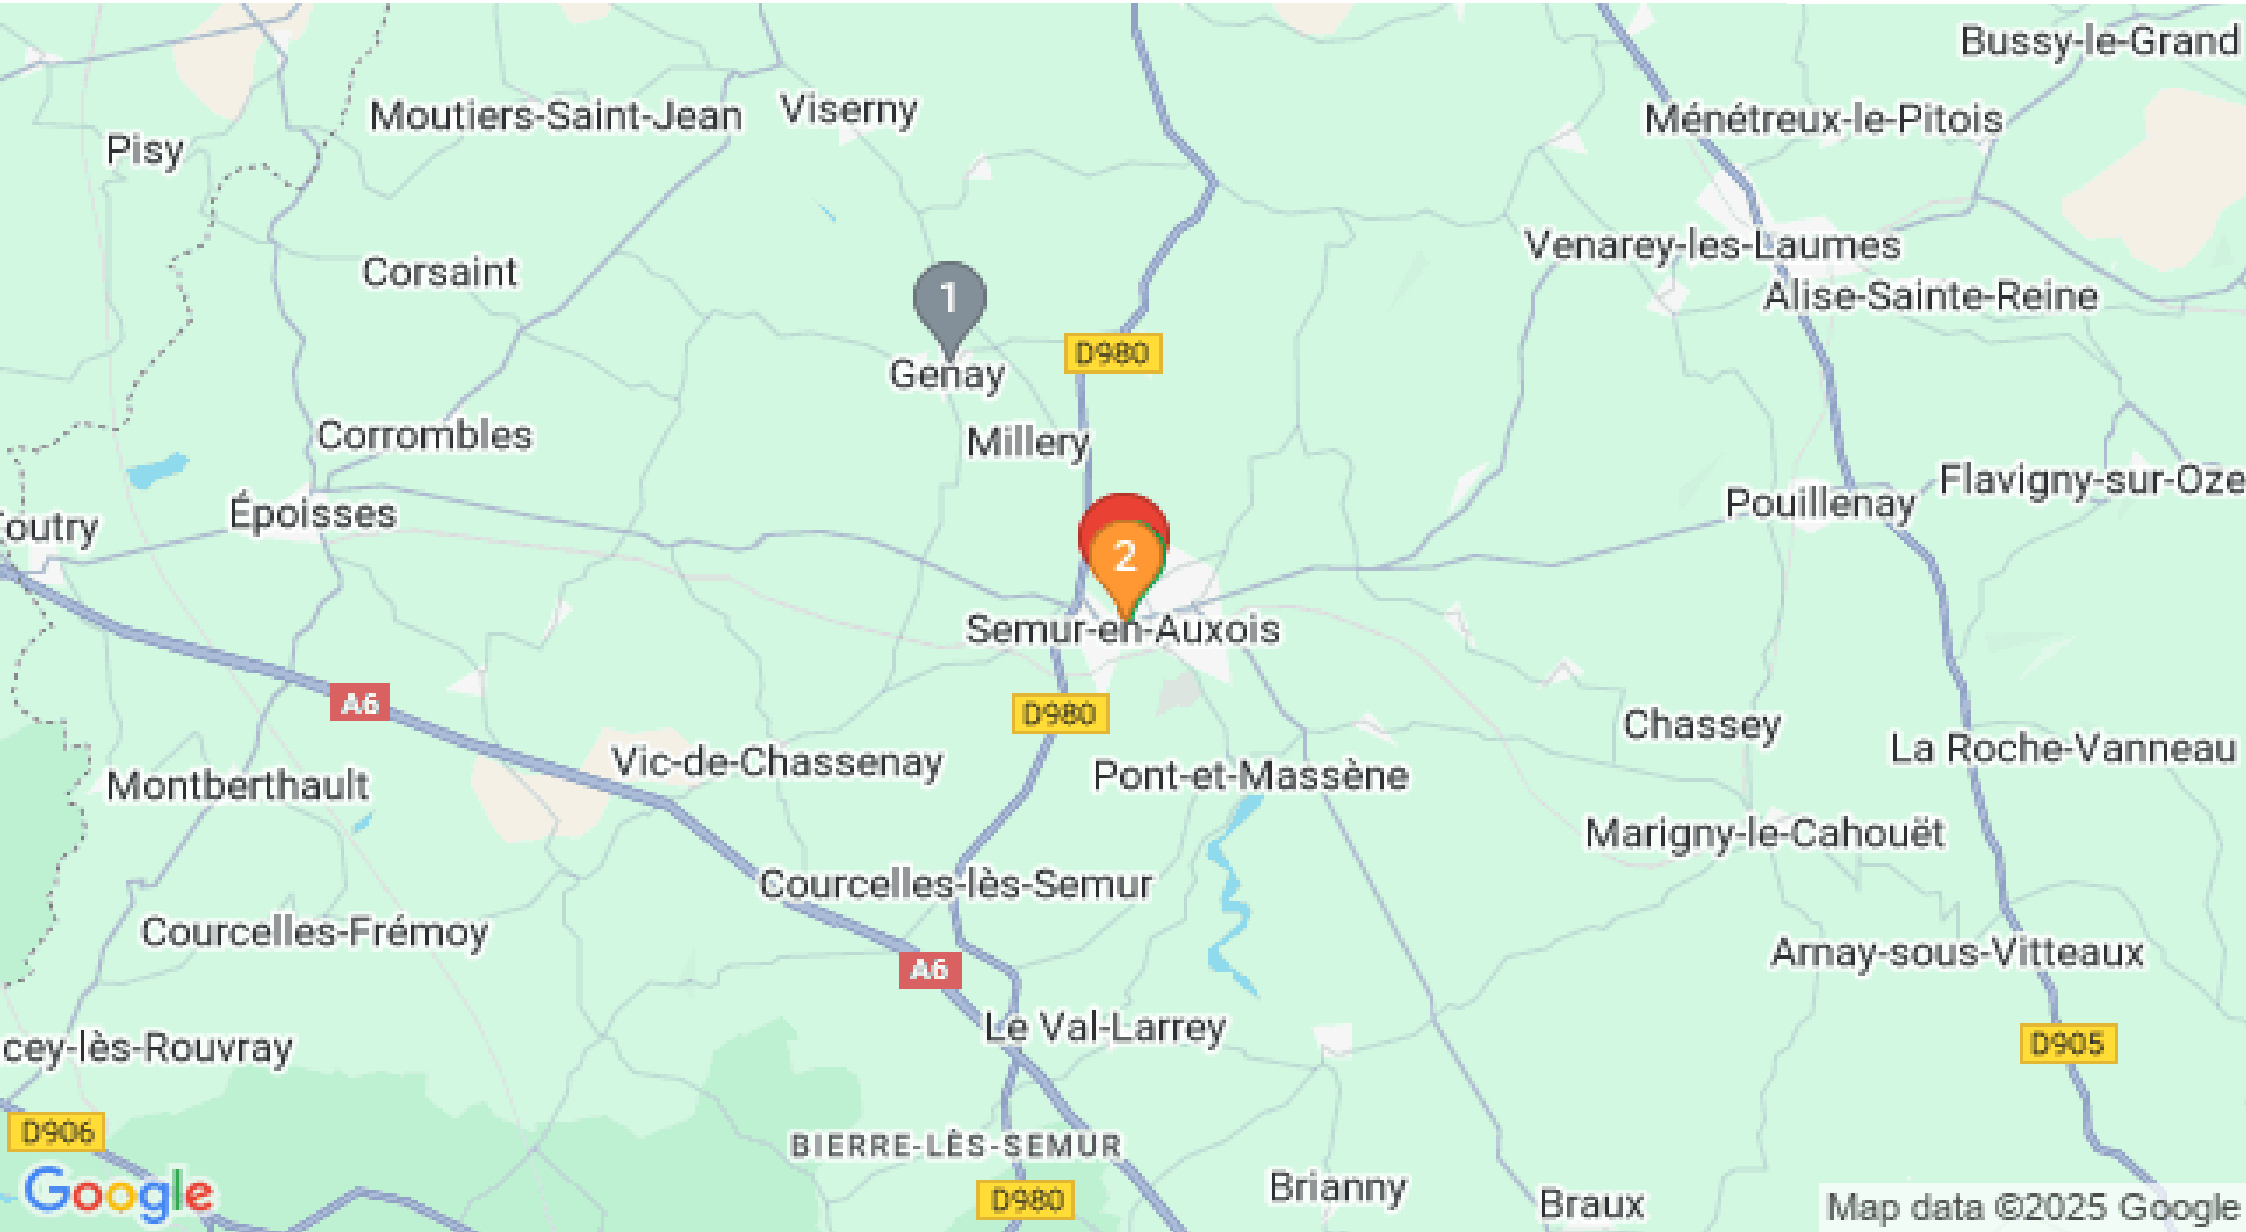 Bussy-le-Grand
Moutiers-Saint-Jean
Viserny
Ménétreux-le-Pitois
Pisy
Venarey-les-Laumes
Corsaint
1
Alise-Sainte-Reine
D980
Genay
Corrombles
Millery
Flavigny-sur-Oze
Pouillenay
Époisses
outry
2
Semur-en-Auxois
A6
D980
Chassey
La Roche-Vanneau
Vic-de-Chassenay
Pont-et-Massène
Montberthault
Marigny-le-Cahouët
Courcelles-lès-Semur
Courcelles-Frémoy
Arnay-sous-Vitteaux
A6
Le Val-Larrey
cey-lès-Rouvray
D905
D906
BIERRE-LÈS-SEMUR
Brianny
Google
D980
Braux
Map data ©2025 Google